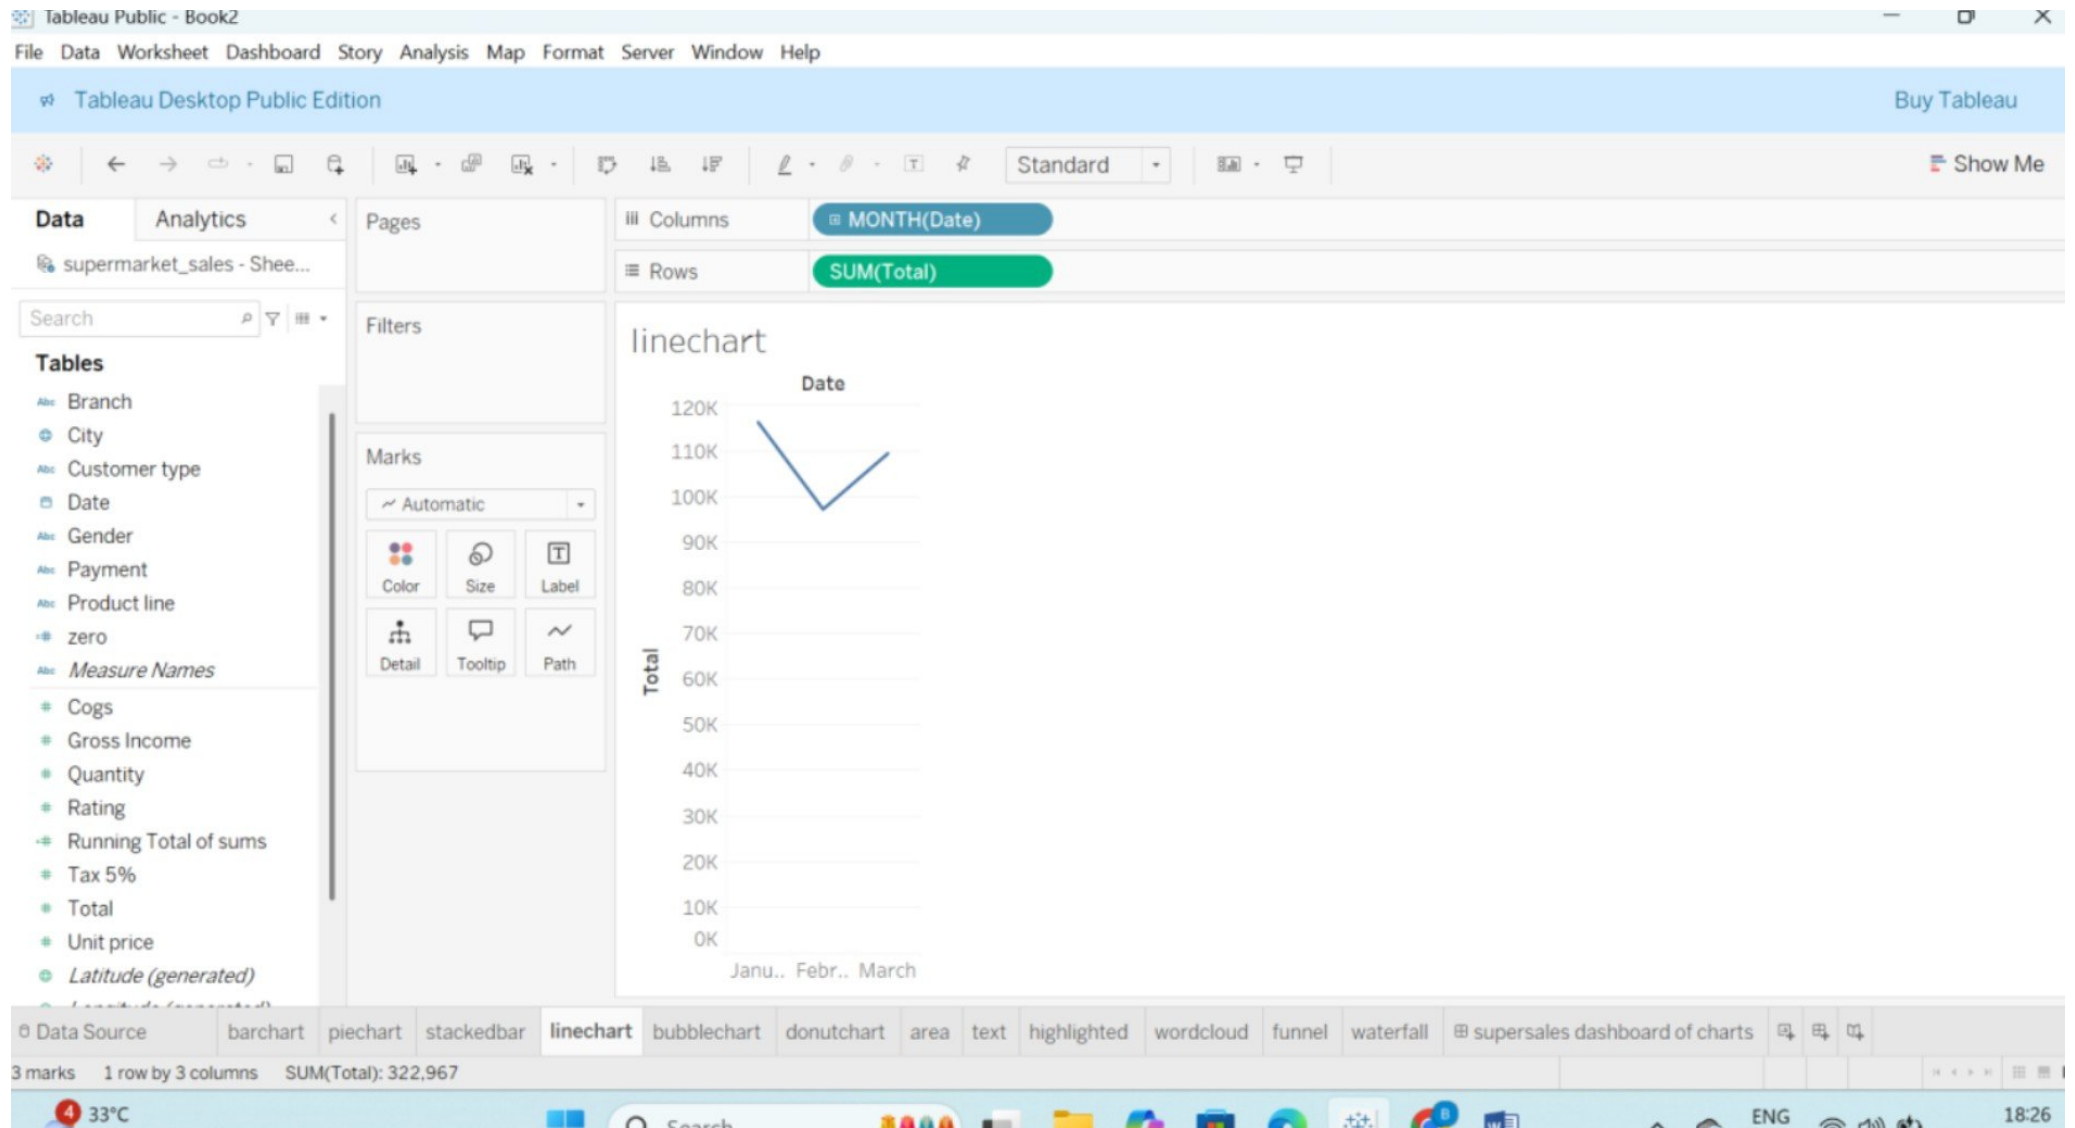 Tableau Public - Book2
File Data Worksheet Dashboard Story Analysis Map Format Server Window Help
Tableau Desktop Public Edition
Buy Tableau
Standard
Show Me
Data
Analytics
Pages
Columns
MONTH(Date)
supermarket_sales - Shee...
Rows
SUM(Total)
Search
Filters
Tables
Branch
City
Customer type
Date
Gender
Payment
Product line
zero
Measure Names
Cogs
Gross Income
Quantity
Rating
Running Total of sums
Tax 5%
Total
Unit price
Latitude (generated)
Marks
Automatic
Color Size Label
Detail Tooltip Path
linechart
Date
120K
110K
100K
90K
80K
70K
60K
50K
40K
30K
20K
10K
0K
Total
Janu.. Febr.. March
Data Source barchart piechart stackedbar linechart bubblechart donutchart area text highlighted wordcloud funnel waterfall supersales dashboard of charts
3 marks 1 row by 3 columns SUM(Total): 322,967
4 33°C
Search
ENG
18:26